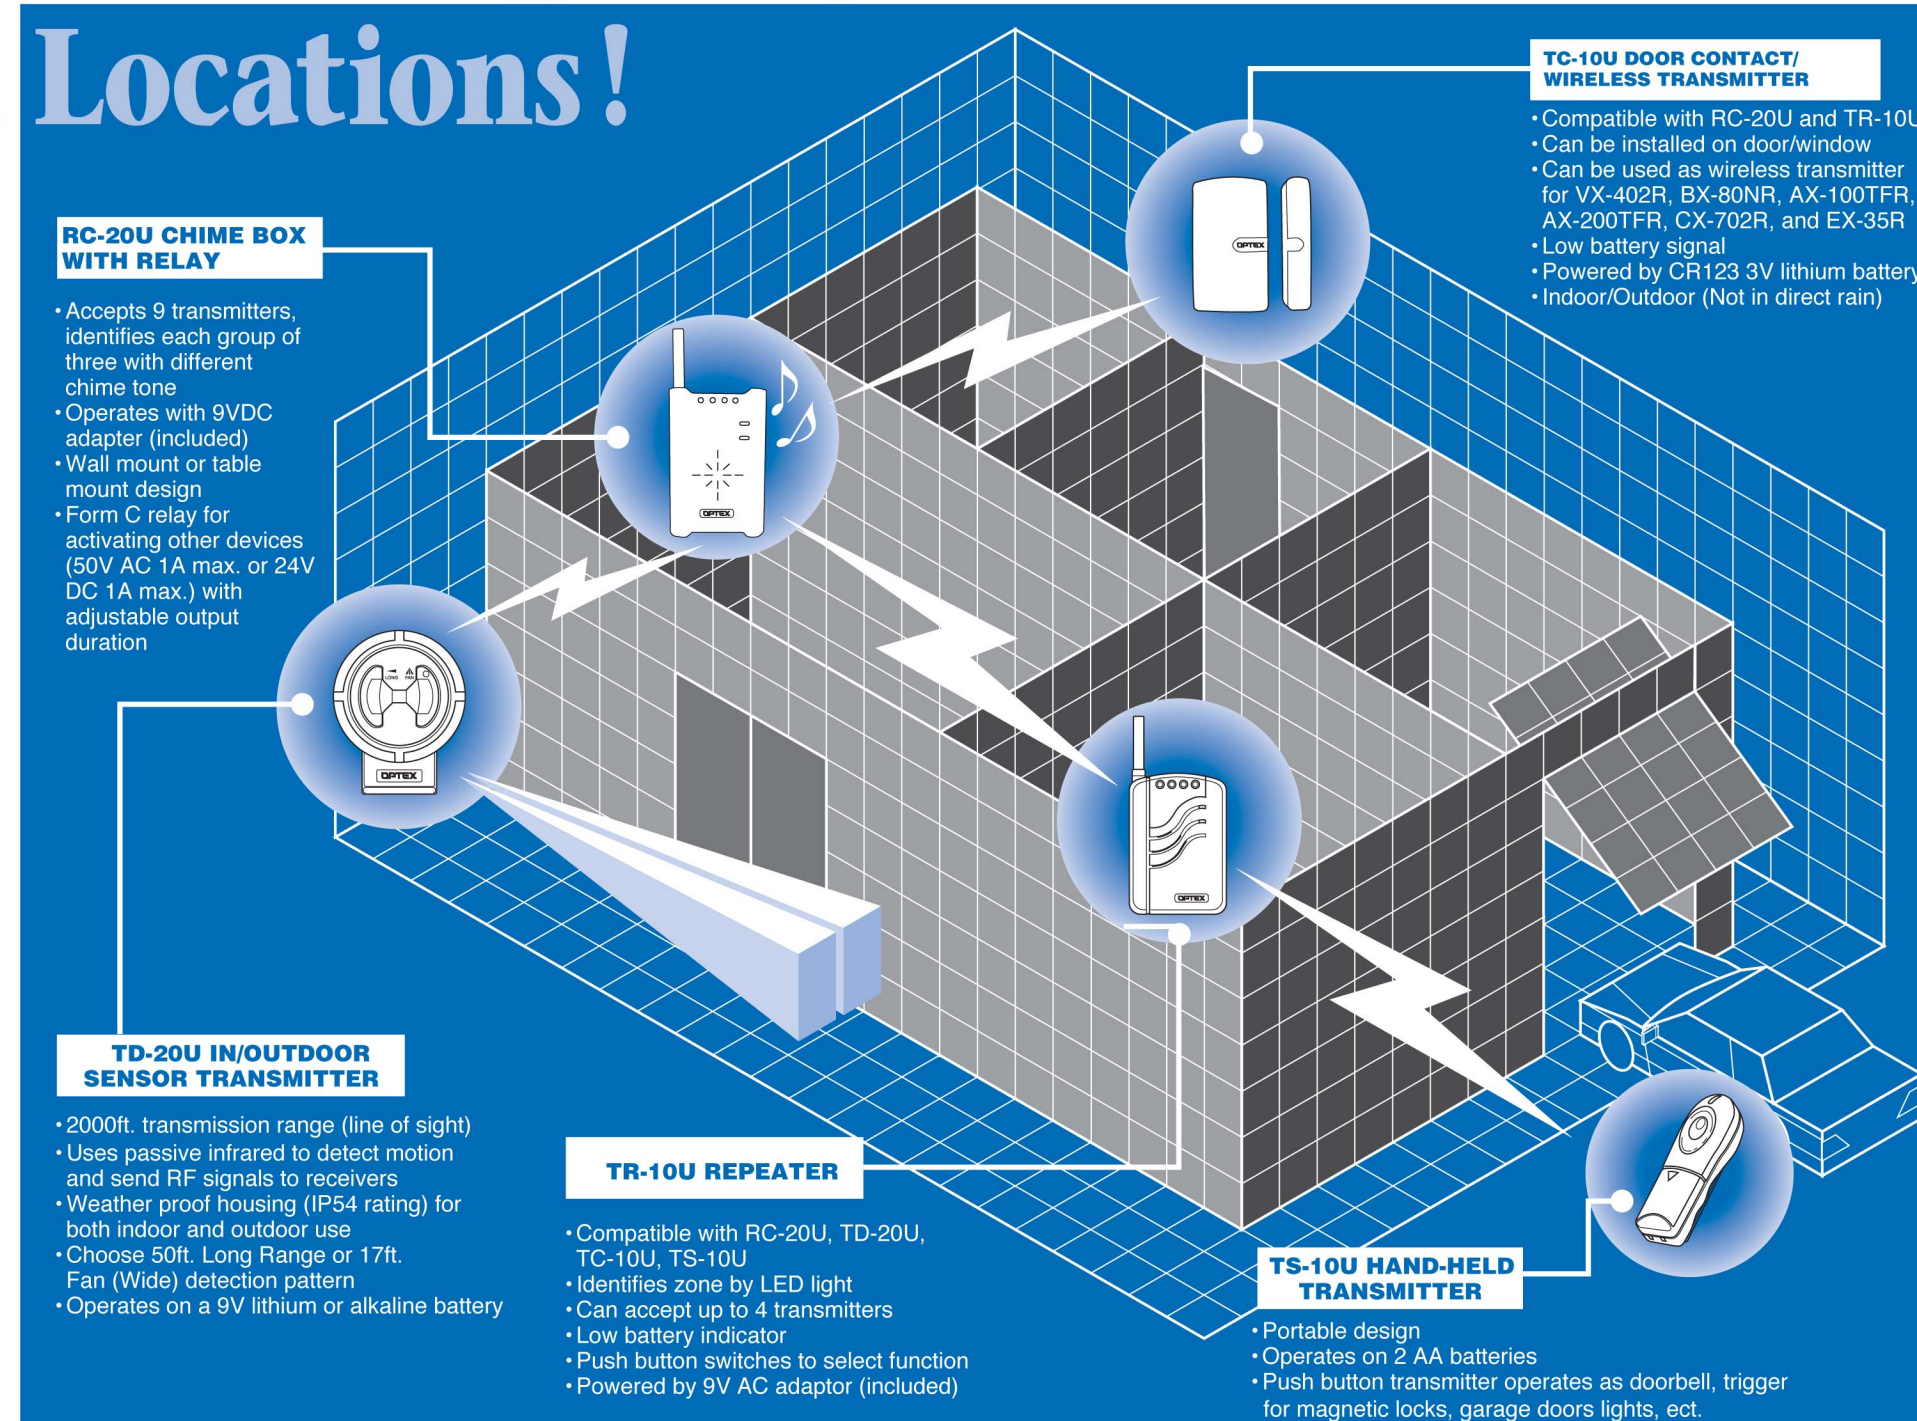 Locations!
TC-10U DOOR CONTACT/
WIRELESS TRANSMITTER
• Compatible with RC-20U and TR-10U
• Can be installed on door/window
• Can be used as wireless transmitter
for VX-402R, BX-80NR, AX-100TFR,
AX-200TFR, CX-702R, and EX-35R
• Low battery signal
• Powered by CR123 3V lithium battery
• Indoor/Outdoor (Not in direct rain)
OPTEX
RC-20U CHIME BOX
WITH RELAY
• Accepts 9 transmitters,
identifies each group of
three with different
chime tone
• Operates with 9VDC
adapter (included)
• Wall mount or table
mount design
• Form C relay for
activating other devices
(50V AC 1A max. or 24V
DC 1A max.) with
adjustable output
duration
OPTEX
LONG FAN
OPTEX
OPTEX
TD-20U IN/OUTDOOR
SENSOR TRANSMITTER
• 2000ft. transmission range (line of sight)
• Uses passive infrared to detect motion
and send RF signals to receivers
• Weather proof housing (IP54 rating) for
both indoor and outdoor use
• Choose 50ft. Long Range or 17ft.
Fan (Wide) detection pattern
• Operates on a 9V lithium or alkaline battery
TR-10U REPEATER
• Compatible with RC-20U, TD-20U,
TC-10U, TS-10U
• Identifies zone by LED light
• Can accept up to 4 transmitters
• Low battery indicator
• Push button switches to select function
• Powered by 9V AC adaptor (included)
TS-10U HAND-HELD
TRANSMITTER
• Portable design
• Operates on 2 AA batteries
• Push button transmitter operates as doorbell, trigger
for magnetic locks, garage doors lights, ect.